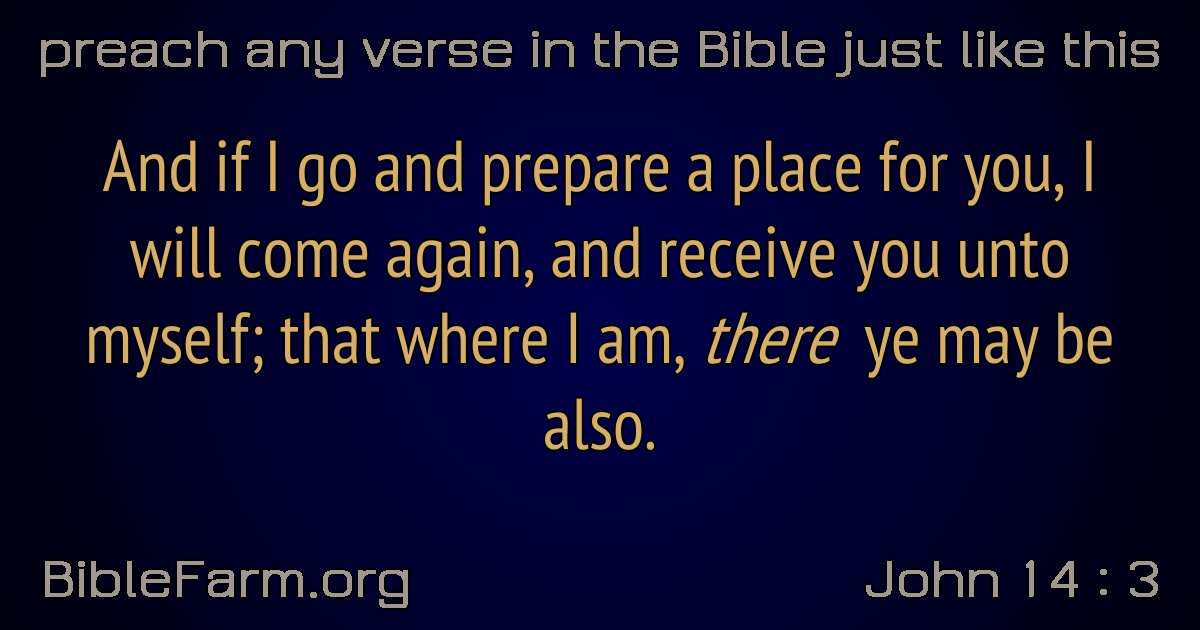 preach any verse in the Bible just like this
And if I go and prepare a place for you, I
will come again, and receive you unto
myself; that where I am, there ye may be
also.
BibleFarm.org
John 14 : 3